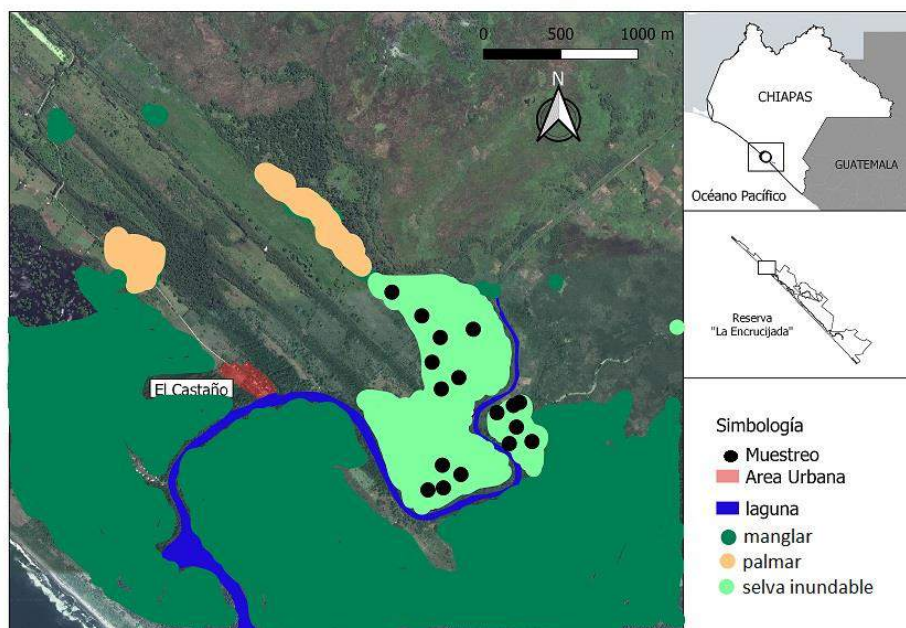 0 500 1000 m
N
El Castaño
CHIAPAS
GUATEMALA
Océano Pacífico
Reserva
"La Encrucijada"
Simbología
Muestreo
Area Urbana
laguna
manglar
palmar
selva inundable